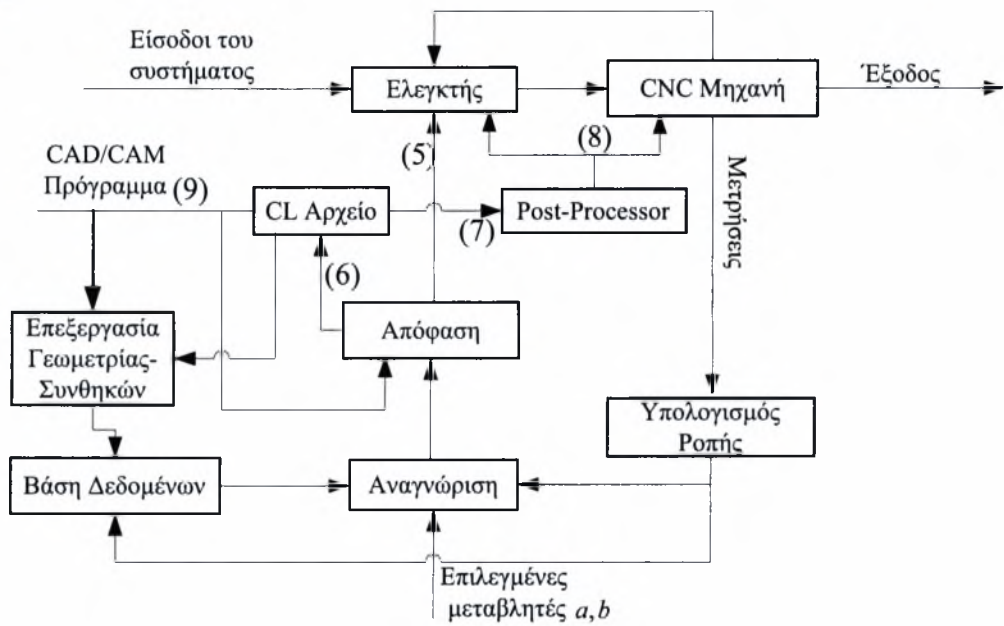 Είσοδοι του
συστήματος
Ελεγκτής
CNC Μηχανή
Έξοδος
(5)
(8)
CAD/CAM
Πρόγραμμα (9)
CL Αρχείο
(7)
Post-Processor
Μετρήσεις
(6)
Επεξεργασία
Γεωμετρίας-
Συνθηκών
Απόφαση
Υπολογισμός
Ροπής
Βάση Δεδομένων
Αναγνώριση
Επιλεγμένες
μεταβλητές a,b